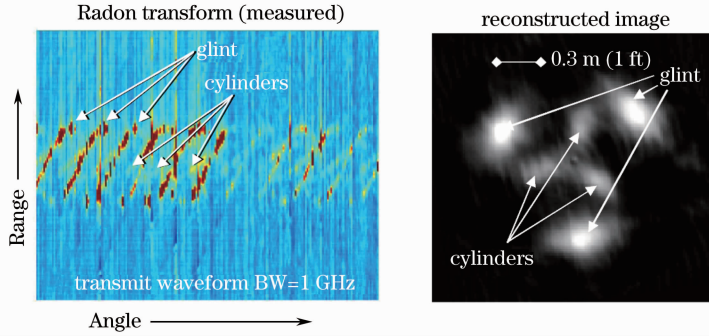 Radon transform (measured)
glint
cylinders
Range
transmit waveform BW=1 GHz
Angle
reconstructed image
0.3 m (1 ft)
glint
cylinders